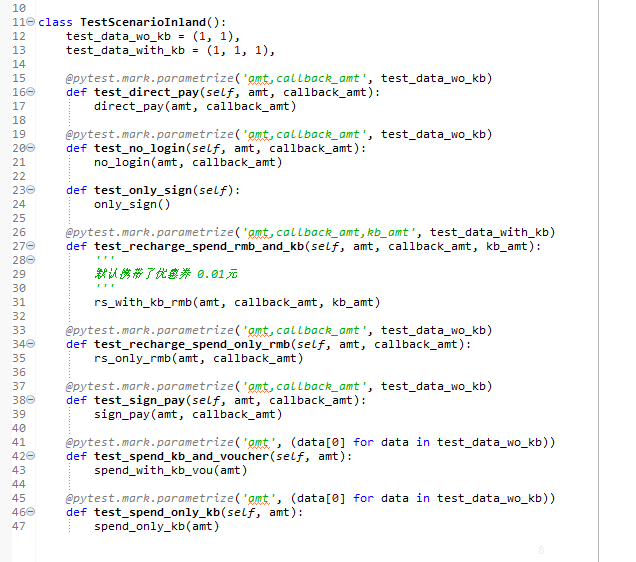 10
11 class TestScenarioInland():
12     test_data_wo_kb = (1, 1),
13     test_data_with_kb = (1, 1, 1),
14
15     @pytest.mark.parametrize('amt,callback_amt', test_data_wo_kb)
16     def test_direct_pay(self, amt, callback_amt):
17         direct_pay(amt, callback_amt)
18
19     @pytest.mark.parametrize('amt,callback_amt', test_data_wo_kb)
20     def test_no_login(self, amt, callback_amt):
21         no_login(amt, callback_amt)
22
23     def test_only_sign(self):
24         only_sign()
25
26     @pytest.mark.parametrize('amt,callback_amt,kb_amt', test_data_with_kb)
27     def test_recharge_spend_rmb_and_kb(self, amt, callback_amt, kb_amt):
28         '''
29         默认携带了优惠券 0.01元
30         '''
31         rs_with_kb_rmb(amt, callback_amt, kb_amt)
32
33     @pytest.mark.parametrize('amt,callback_amt', test_data_wo_kb)
34     def test_recharge_spend_only_rmb(self, amt, callback_amt):
35         rs_only_rmb(amt, callback_amt)
36
37     @pytest.mark.parametrize('amt,callback_amt', test_data_wo_kb)
38     def test_sign_pay(self, amt, callback_amt):
39         sign_pay(amt, callback_amt)
40
41     @pytest.mark.parametrize('amt', (data[0] for data in test_data_wo_kb))
42     def test_spend_kb_and_voucher(self, amt):
43         spend_with_kb_vou(amt)
44
45     @pytest.mark.parametrize('amt', (data[0] for data in test_data_wo_kb))
46     def test_spend_only_kb(self, amt):
47         spend_only_kb(amt)
8